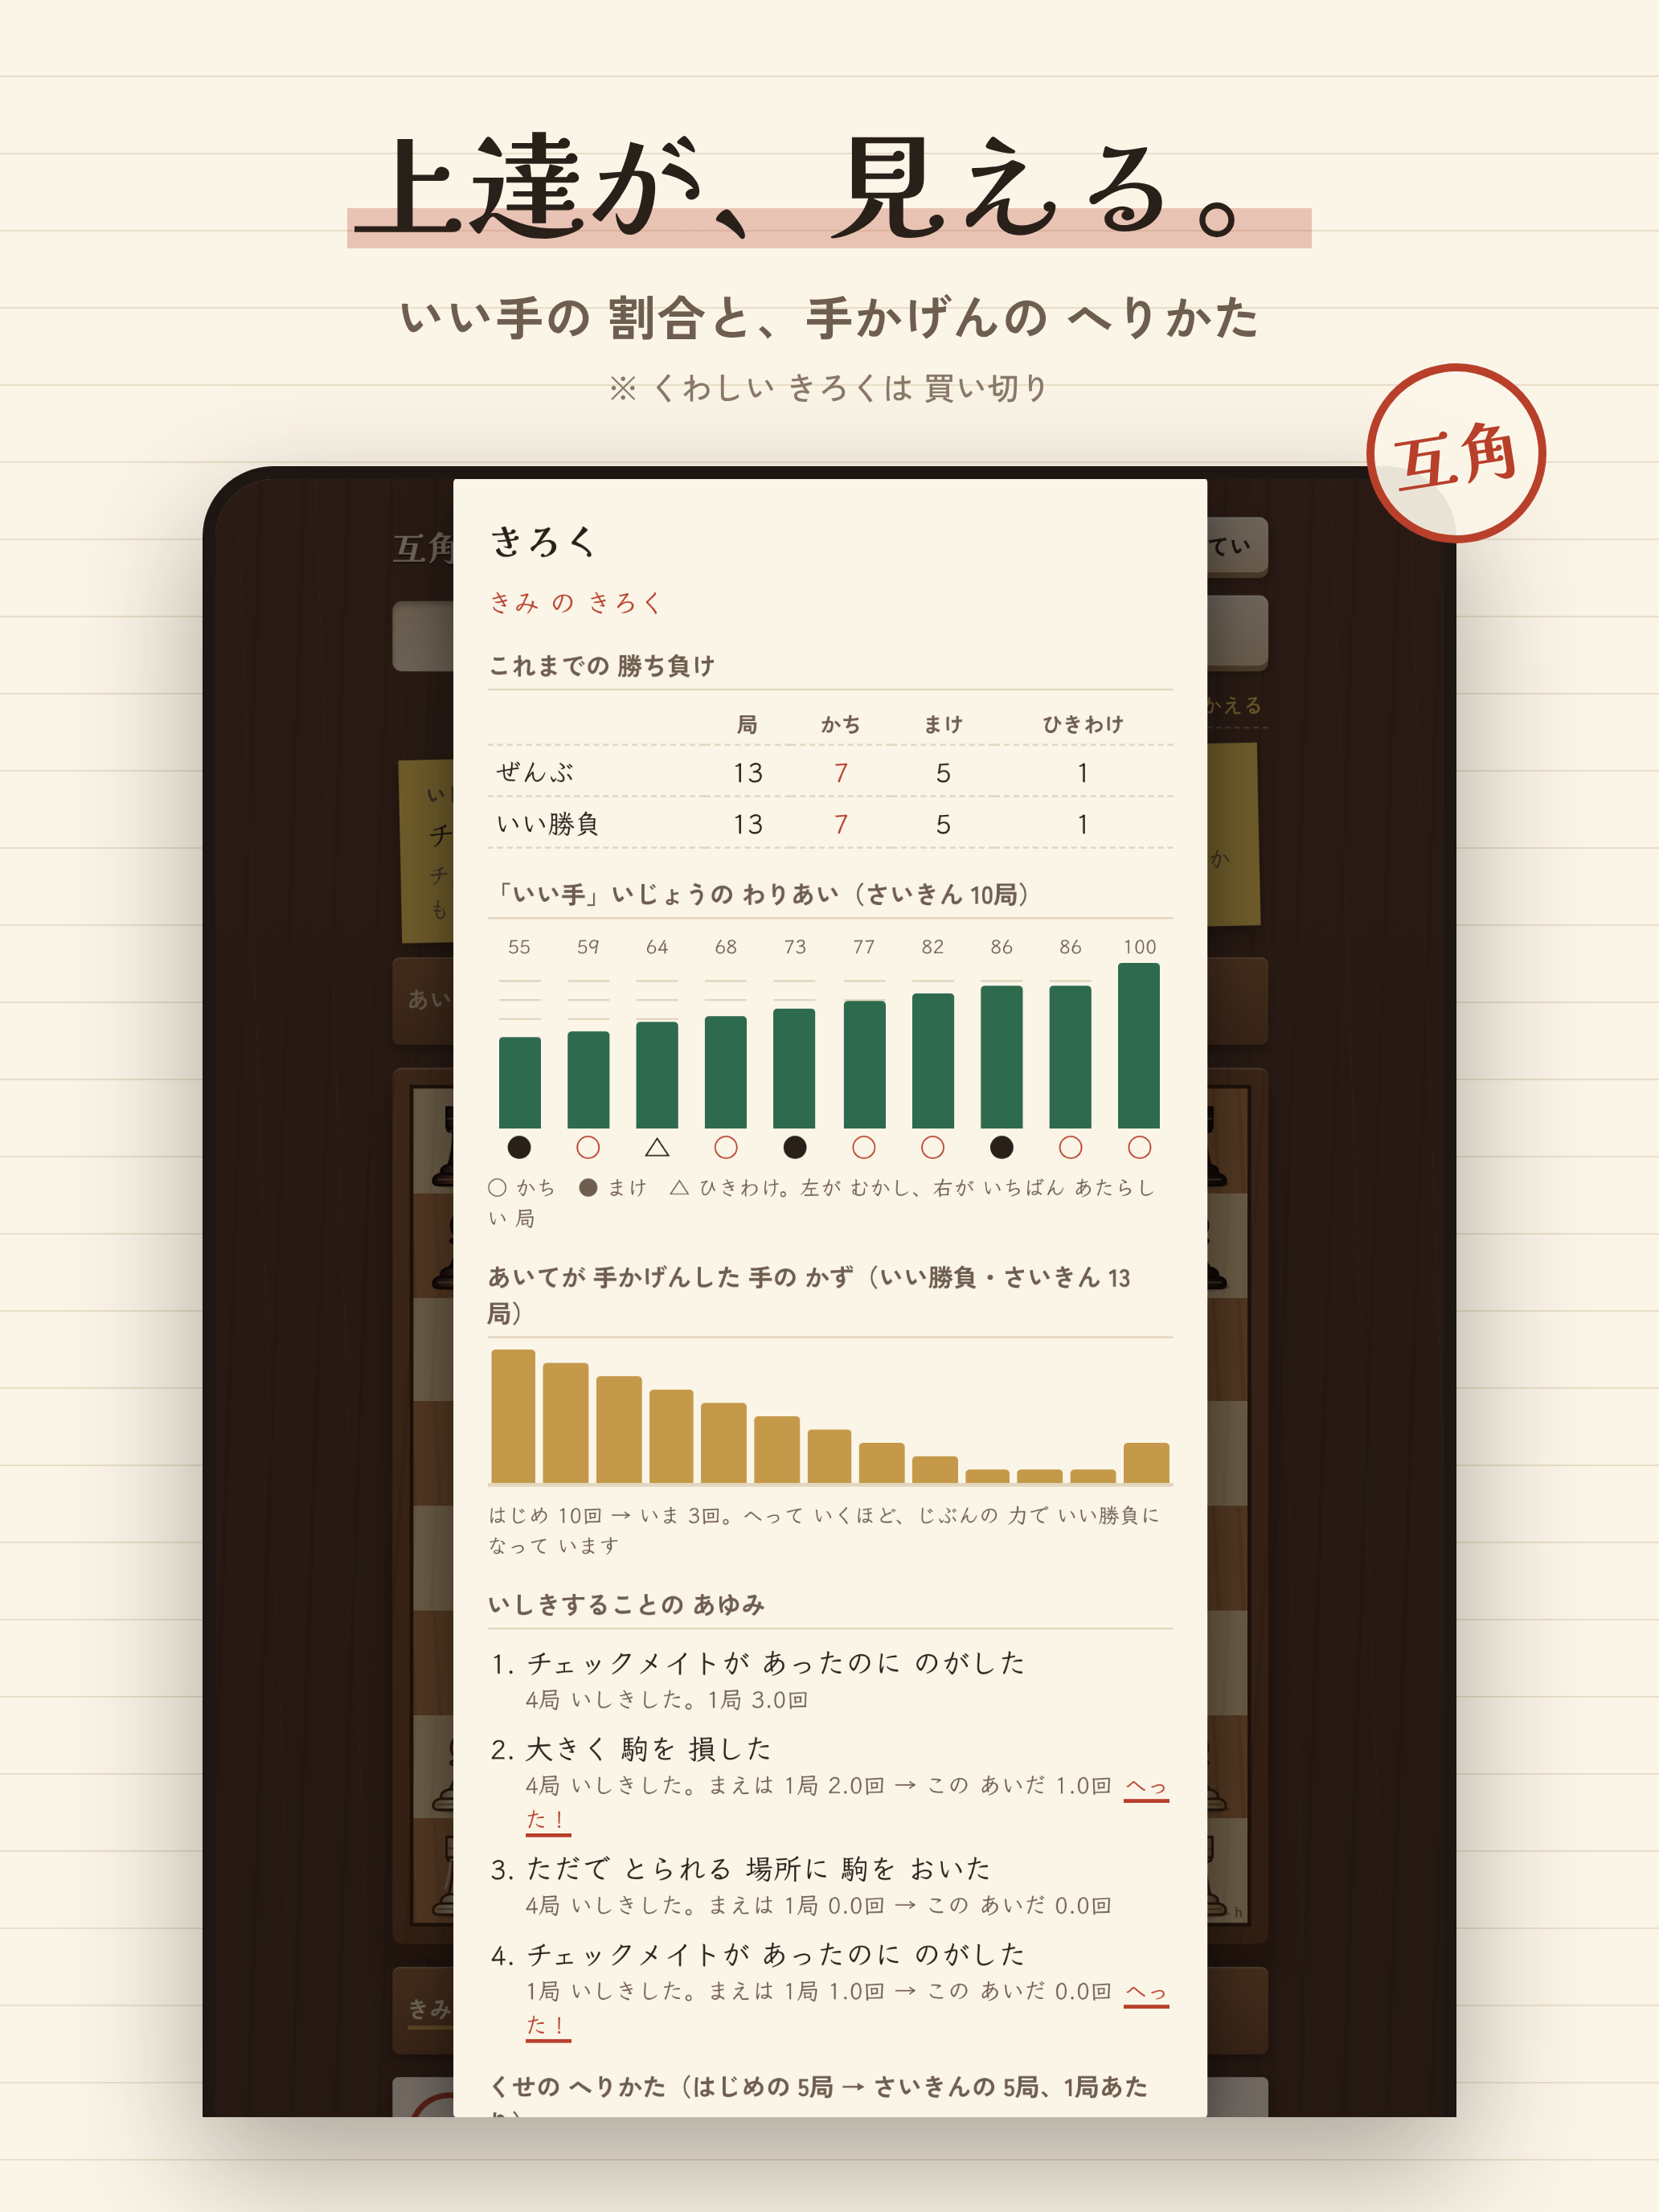 上達が、見える。
いい手の 割合と、手かげんの へりかた
※ くわしい きろくは 買い切り
互角
互角
てい
きろく
きみ の きろく
かえる
これまでの 勝ち負け
局 かち まけ ひきわけ
ぜんぶ 13 7 5 1
いい勝負 13 7 5 1
い
チ
チ
も
か
「いい手」いじょうの わりあい（さいきん 10局）
55 59 64 68 73 77 82 86 86 100
あい
● ○ △ ○ ● ○ ○ ● ○ ○
○ かち ● まけ △ ひきわけ。左が むかし、右が いちばん あたらし
い 局
あいてが 手かげんした 手の かず（いい勝負・さいきん 13
局）
はじめ 10回 → いま 3回。へって いくほど、じぶんの 力で いい勝負に
なって います
いしきすることの あゆみ
1. チェックメイトが あったのに のがした
4局 いしきした。1局 3.0回
2. 大きく 駒を 損した
4局 いしきした。まえは 1局 2.0回 → この あいだ 1.0回 へっ
た！
3. ただで とられる 場所に 駒を おいた
4局 いしきした。まえは 1局 0.0回 → この あいだ 0.0回
h
4. チェックメイトが あったのに のがした
1局 いしきした。まえは 1局 1.0回 → この あいだ 0.0回 へっ
た！
きみ
くせの へりかた（はじめの 5局 → さいきんの 5局、1局あた